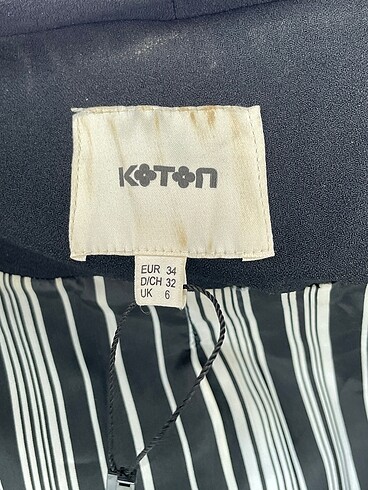 KOTON
EUR 34
D/CH 32
UK 6